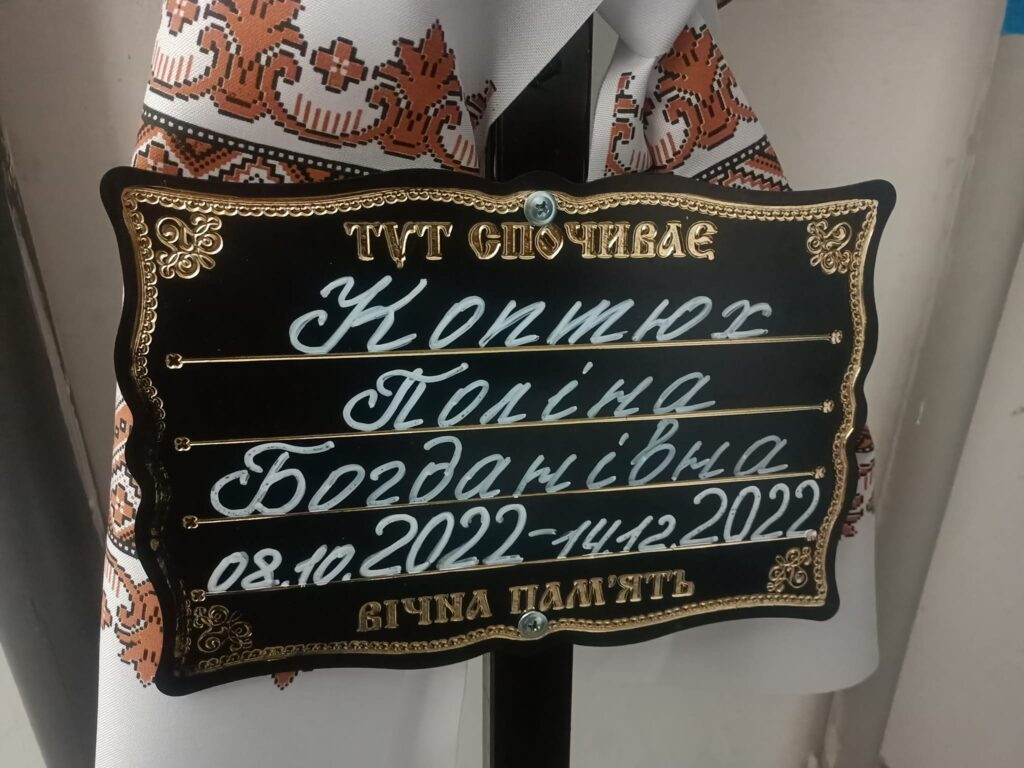 ТУТ СПОЧИВАЄ
Коптюх
Поліна
Богданівна
08.10.2022-14.12.2022
ВІЧНА ПАМ'ЯТЬ